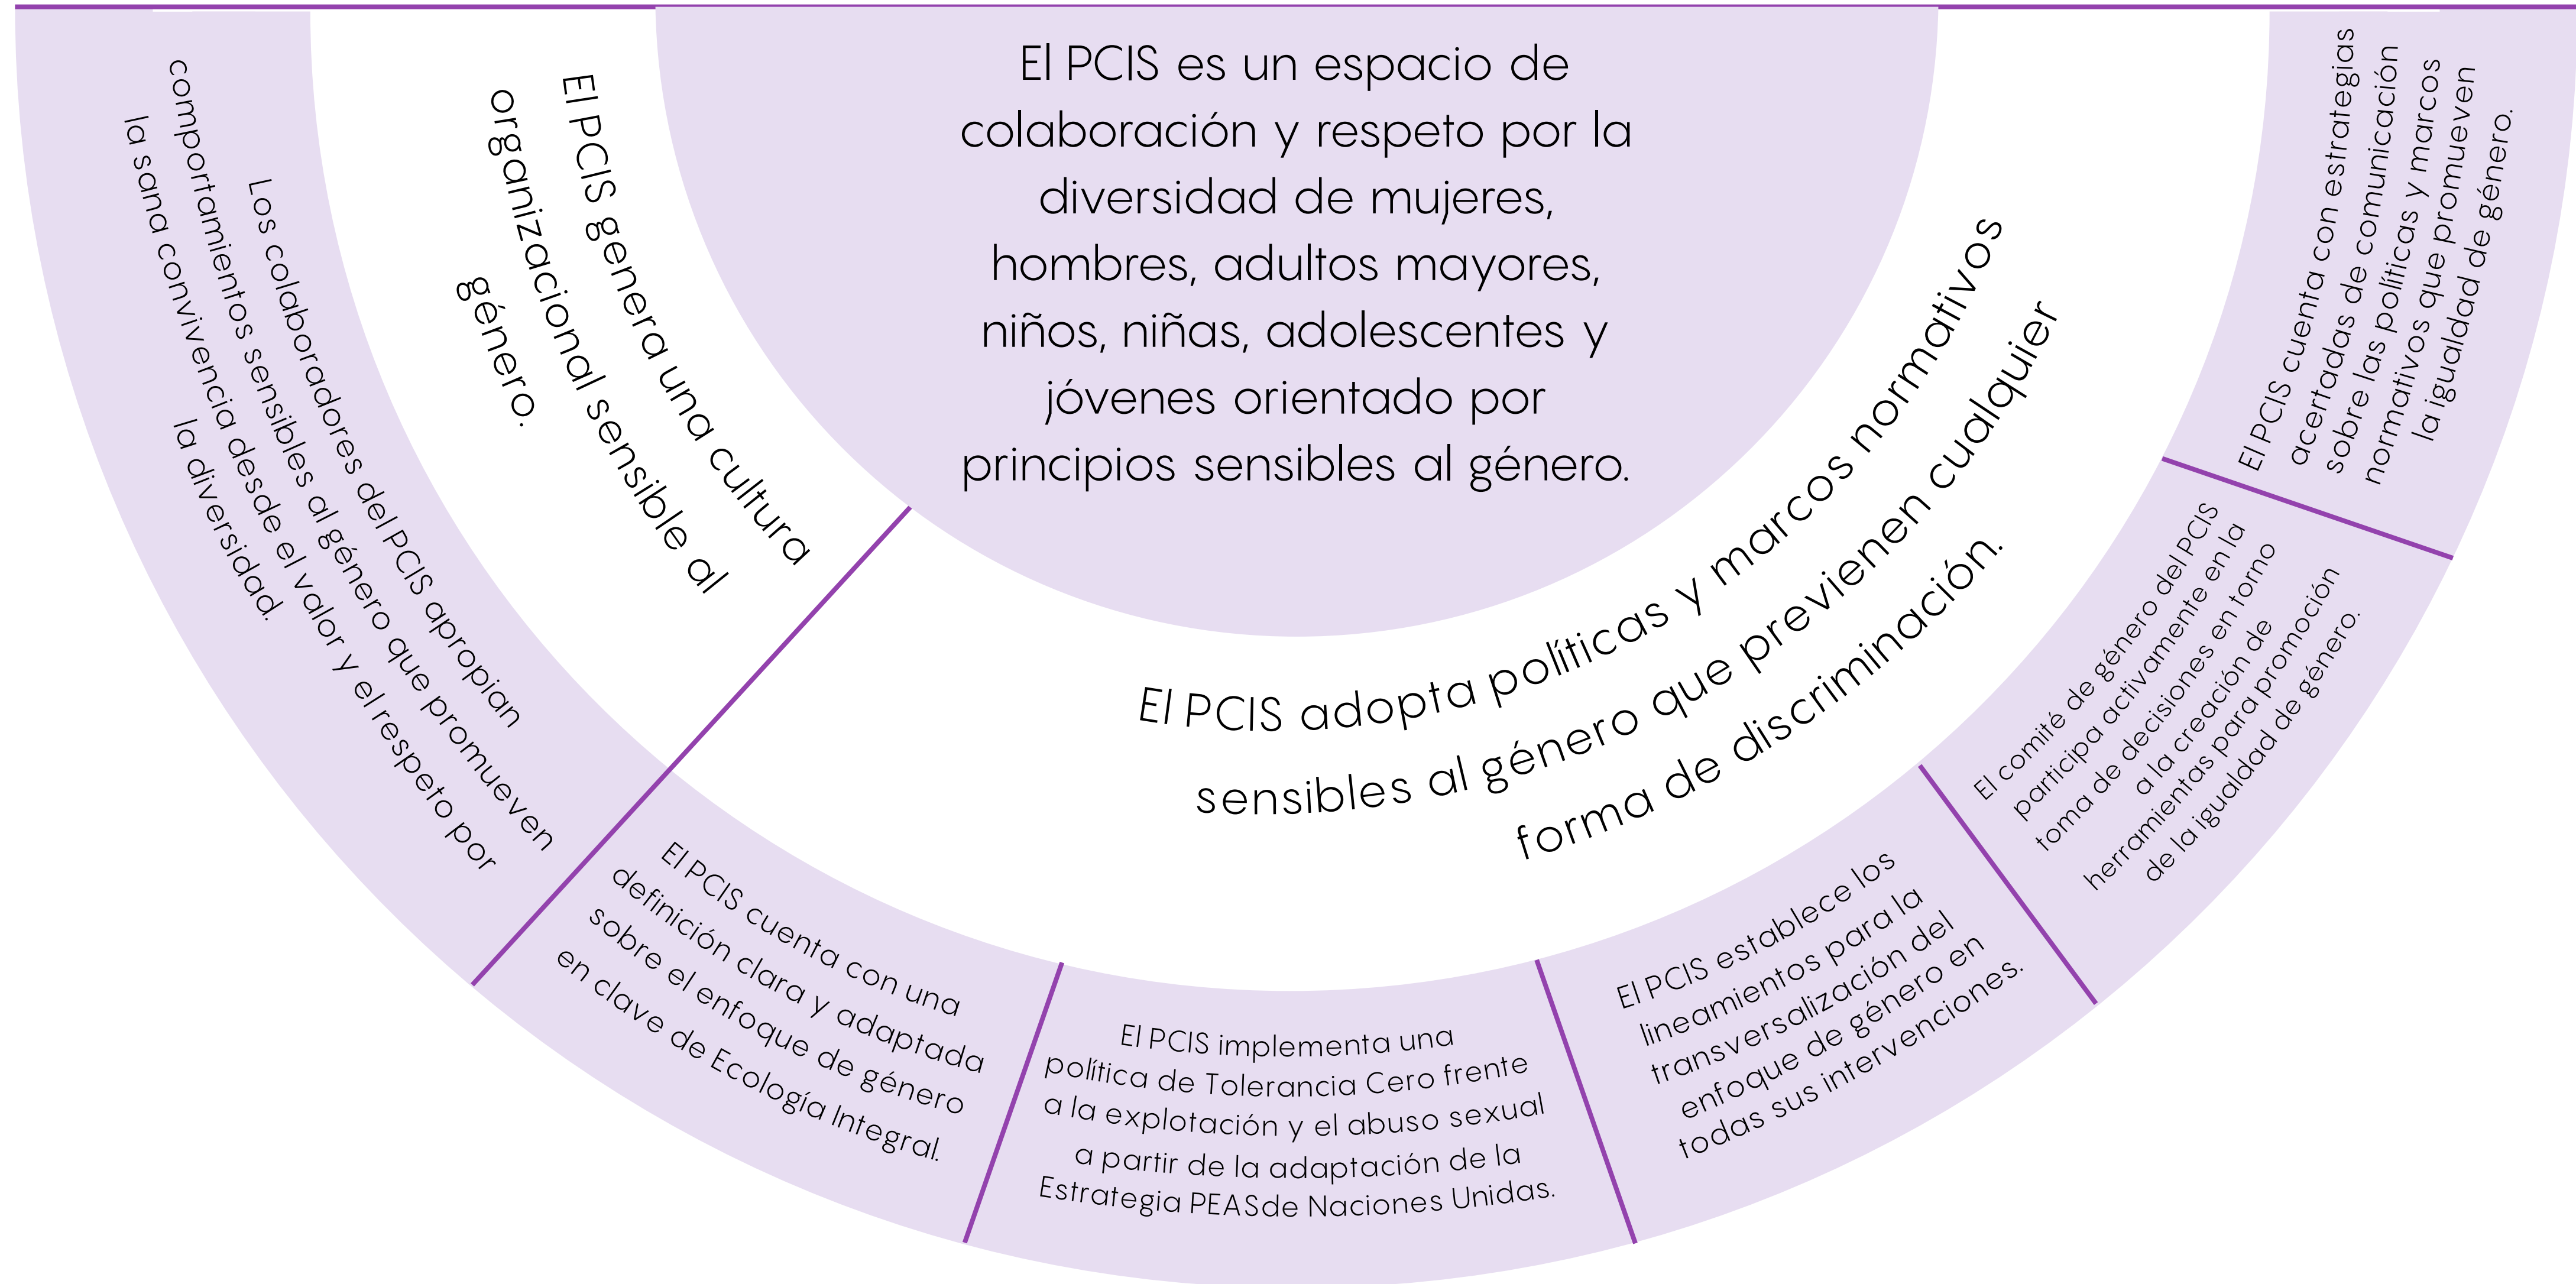 El PCIS es un espacio de
colaboración y respeto por la
diversidad de mujeres,
hombres, adultos mayores,
niños, niñas, adolescentes y
jóvenes orientado por
principios sensibles al género.
El PCIS genera una cultura
organizacional sensible al
género.
El PCIS adopta políticas y marcos normativos
sensibles al género que previenen cualquier
forma de discriminación.
Los colaboradores del PCIS apropian
comportamientos sensibles al género que promueven
la sana convivencia desde el valor y el respeto por
la diversidad.
El PCIS cuenta con una
definición clara y adaptada
sobre el enfoque de género
en clave de Ecología Integral.
El PCIS implementa una
política de Tolerancia Cero frente
a la explotación y el abuso sexual
a partir de la adaptación de la
Estrategia PEASde Naciones Unidas.
El PCIS establece los
lineamientos para la
transversalización del
enfoque de género en
todas sus intervenciones.
El comité de género del PCIS
participa activamente en la
toma de decisiones en torno
a la creación de
herramientas para promoción
de la igualdad de género.
El PCIS cuenta con estrategias
acertadas de comunicación
sobre las políticas y marcos
normativos que promueven
la igualdad de género.